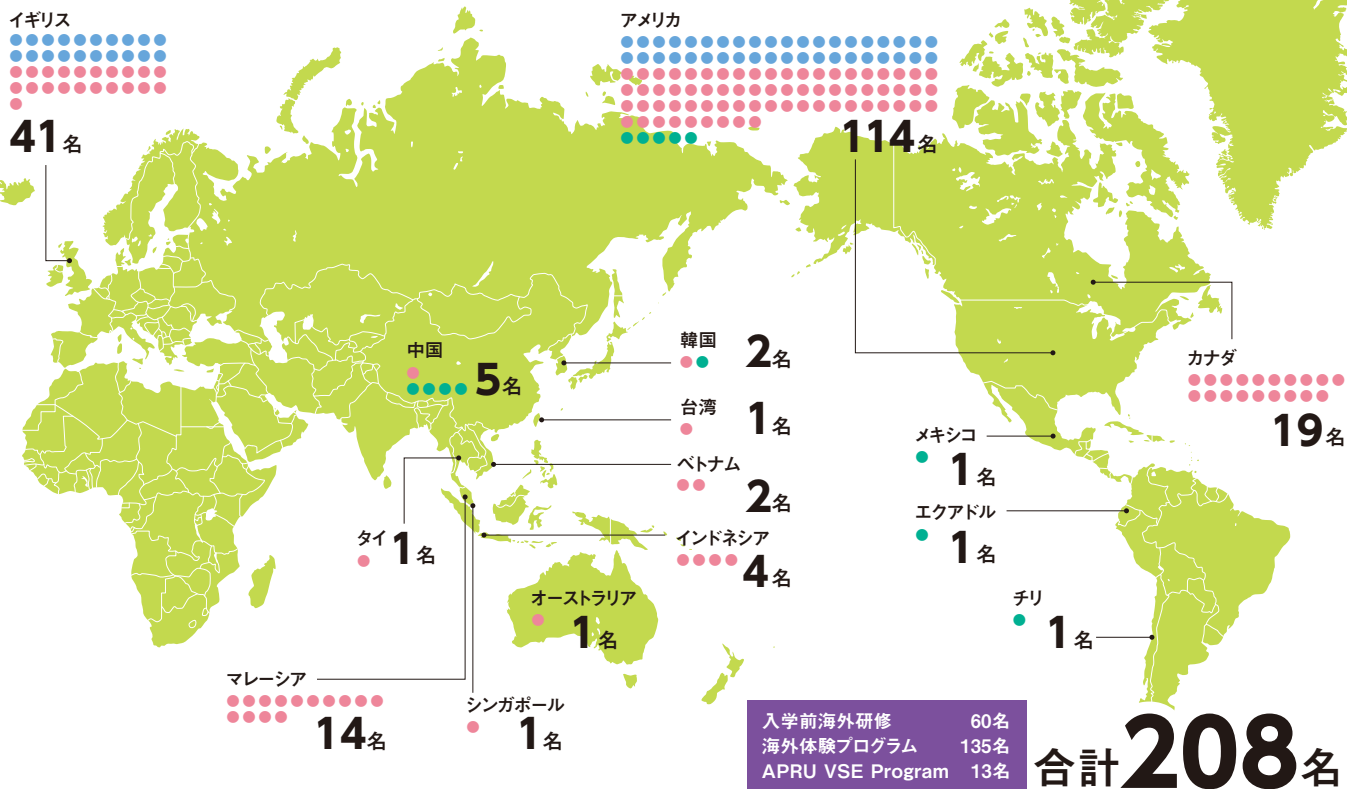 イギリス
41名
アメリカ
114名
中国
5名
韓国 2名
台湾 1名
ベトナム
2名
タイ 1名
インドネシア
4名
オーストラリア
1名
マレーシア
14名
シンガポール
1名
カナダ
19名
メキシコ
1名
エクアドル
1名
チリ
1名
入学前海外研修 60名
海外体験プログラム 135名
APRU VSE Program 13名
合計208名